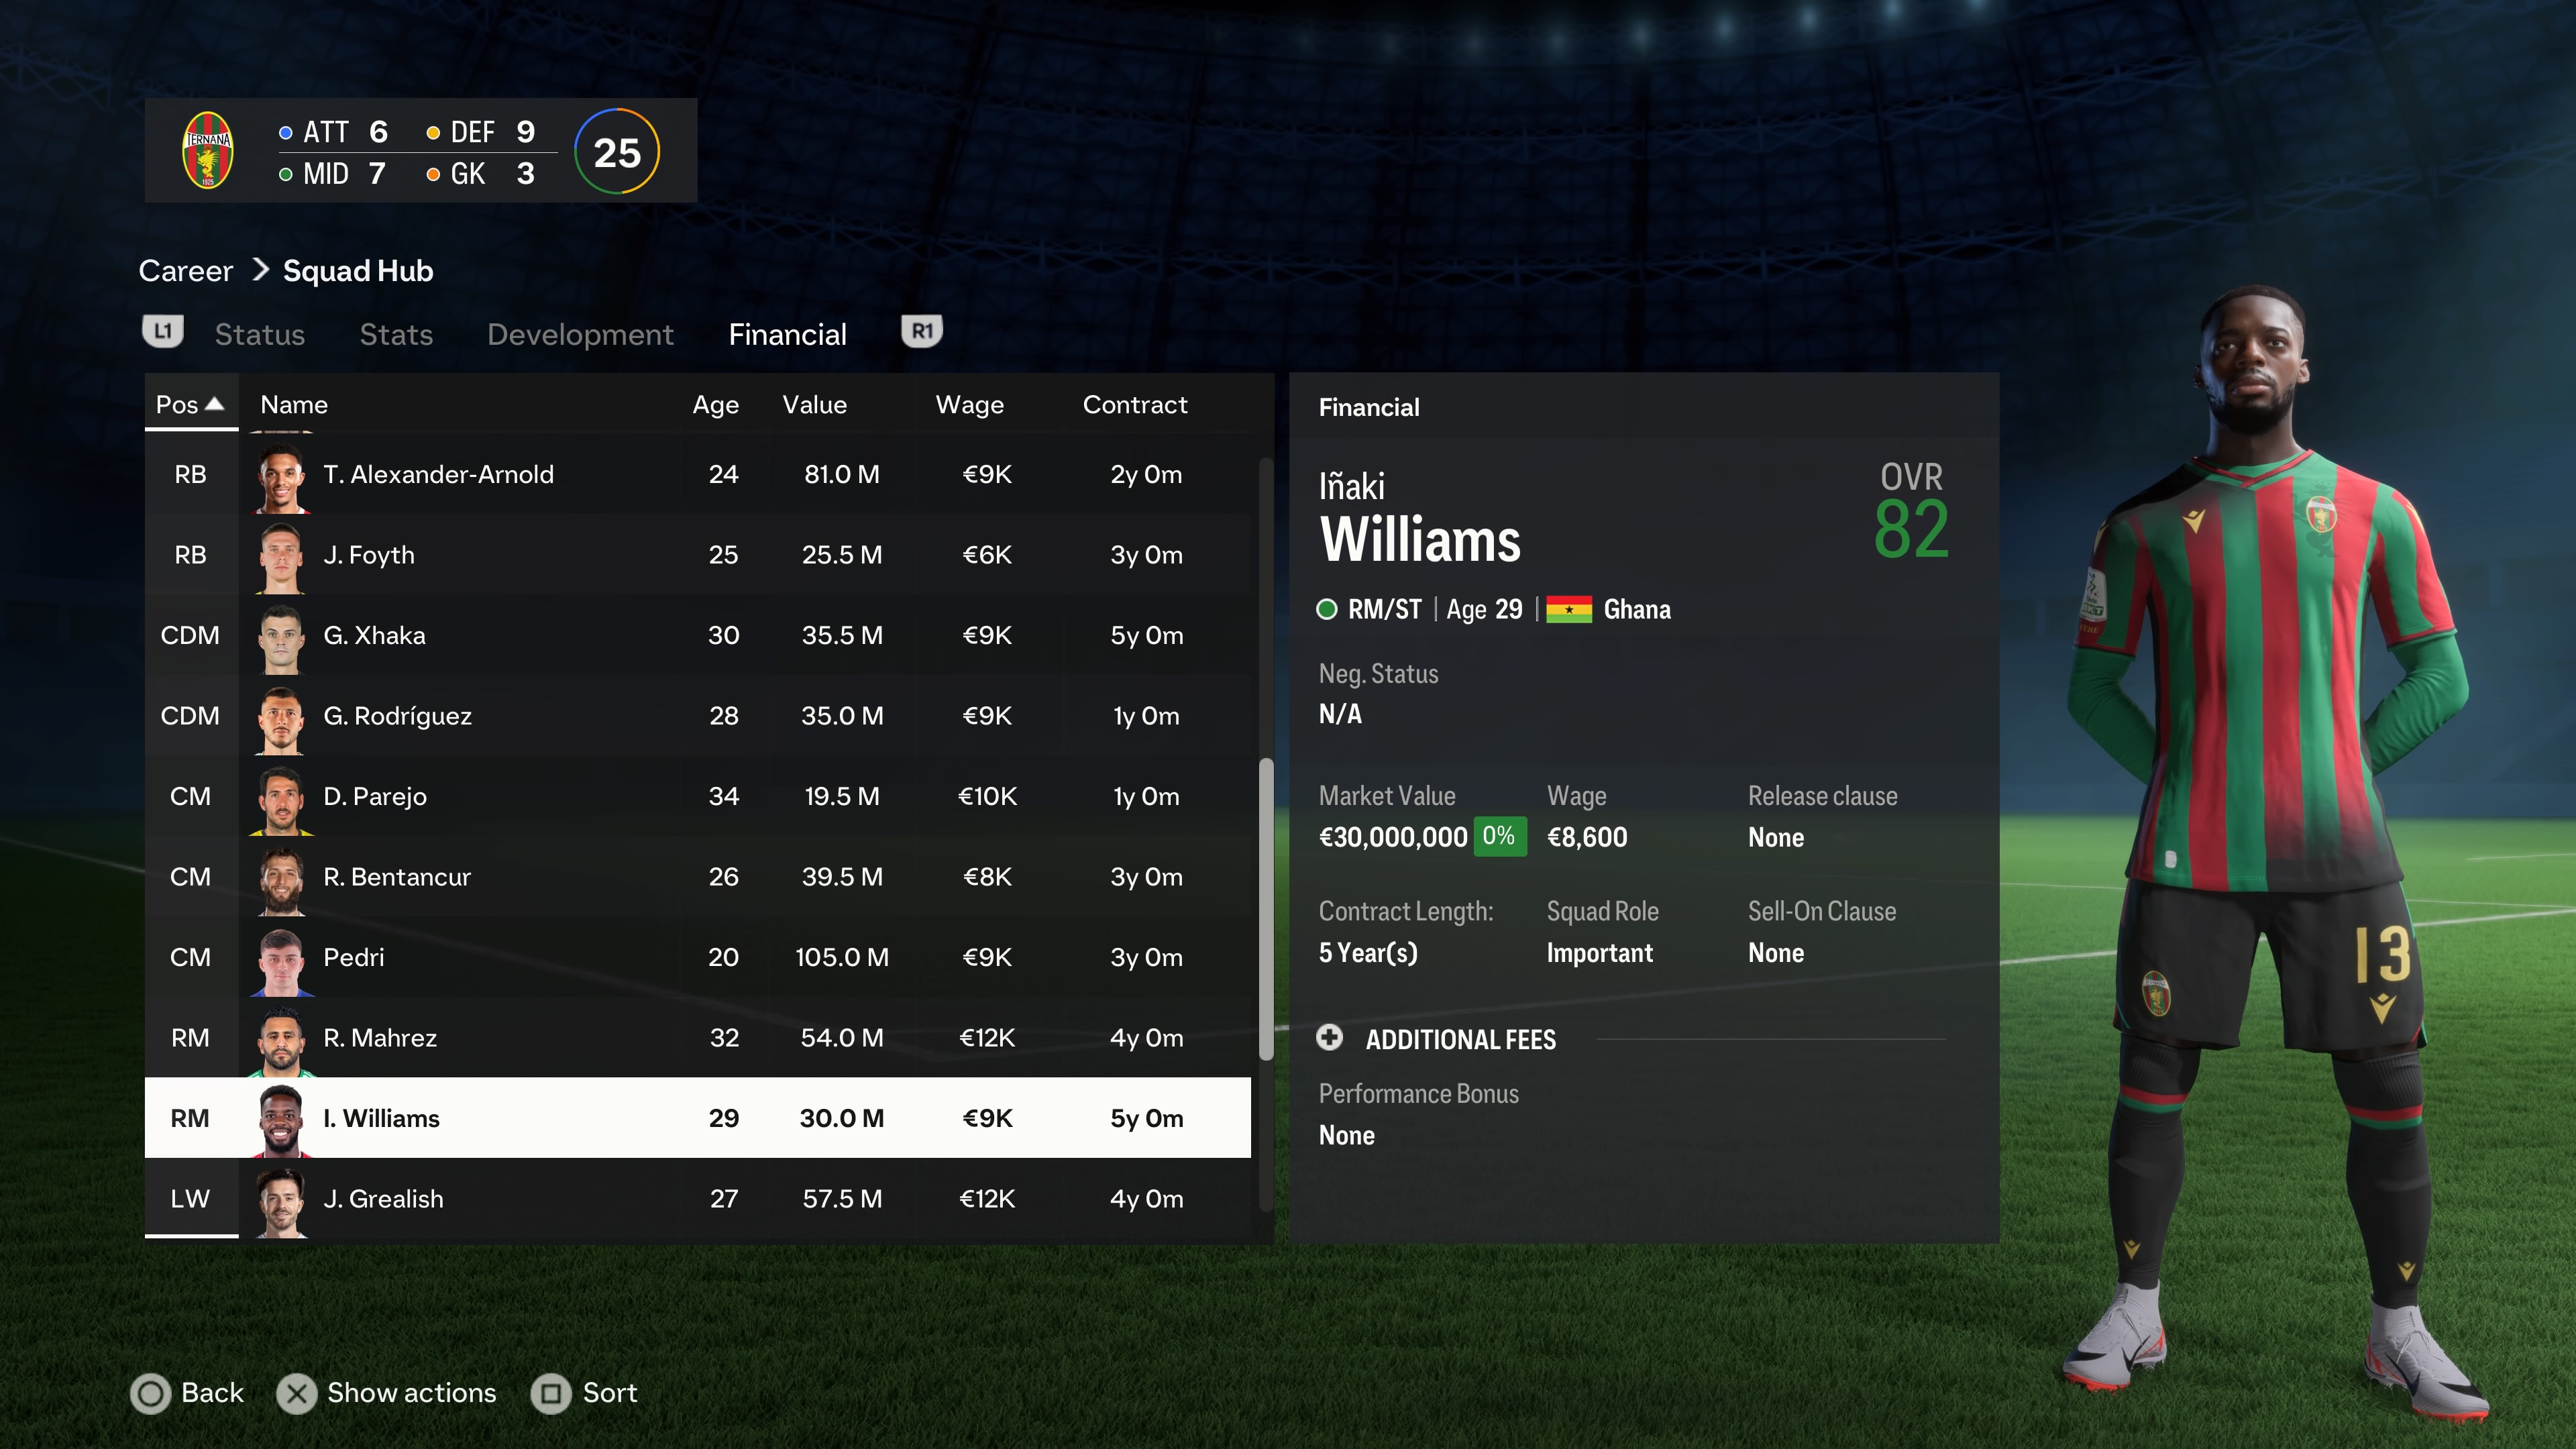 ATT 6 DEF 9
MID 7 GK 3
25
TERNANA
1925
Career > Squad Hub
L1 Status Stats Development Financial R1
Pos Name Age Value Wage Contract
RB T. Alexander-Arnold 24 81.0 M €9K 2y 0m
RB J. Foyth 25 25.5 M €6K 3y 0m
CDM G. Xhaka 30 35.5 M €9K 5y 0m
CDM G. Rodríguez 28 35.0 M €9K 1y 0m
CM D. Parejo 34 19.5 M €10K 1y 0m
CM R. Bentancur 26 39.5 M €8K 3y 0m
CM Pedri 20 105.0 M €9K 3y 0m
RM R. Mahrez 32 54.0 M €12K 4y 0m
RM I. Williams 29 30.0 M €9K 5y 0m
LW J. Grealish 27 57.5 M €12K 4y 0m
Financial
Iñaki
Williams
OVR
82
RM/ST | Age 29 | Ghana
Neg. Status
N/A
Market Value Wage Release clause
€30,000,000 0% €8,600 None
Contract Length: Squad Role Sell-On Clause
5 Year(s) Important None
ADDITIONAL FEES
Performance Bonus
None
13
Back Show actions Sort